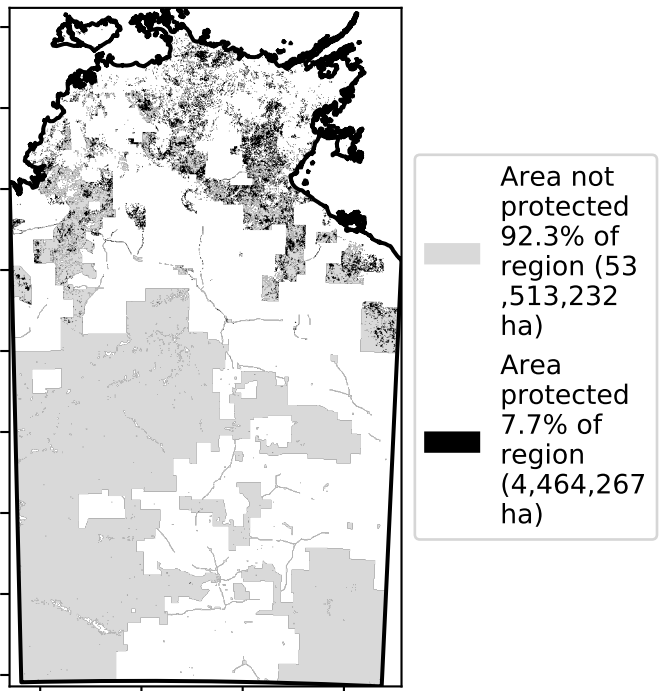 Area not
protected
92.3% of
region (53
,513,232
ha)
Area
protected
7.7% of
region
(4,464,267
ha)